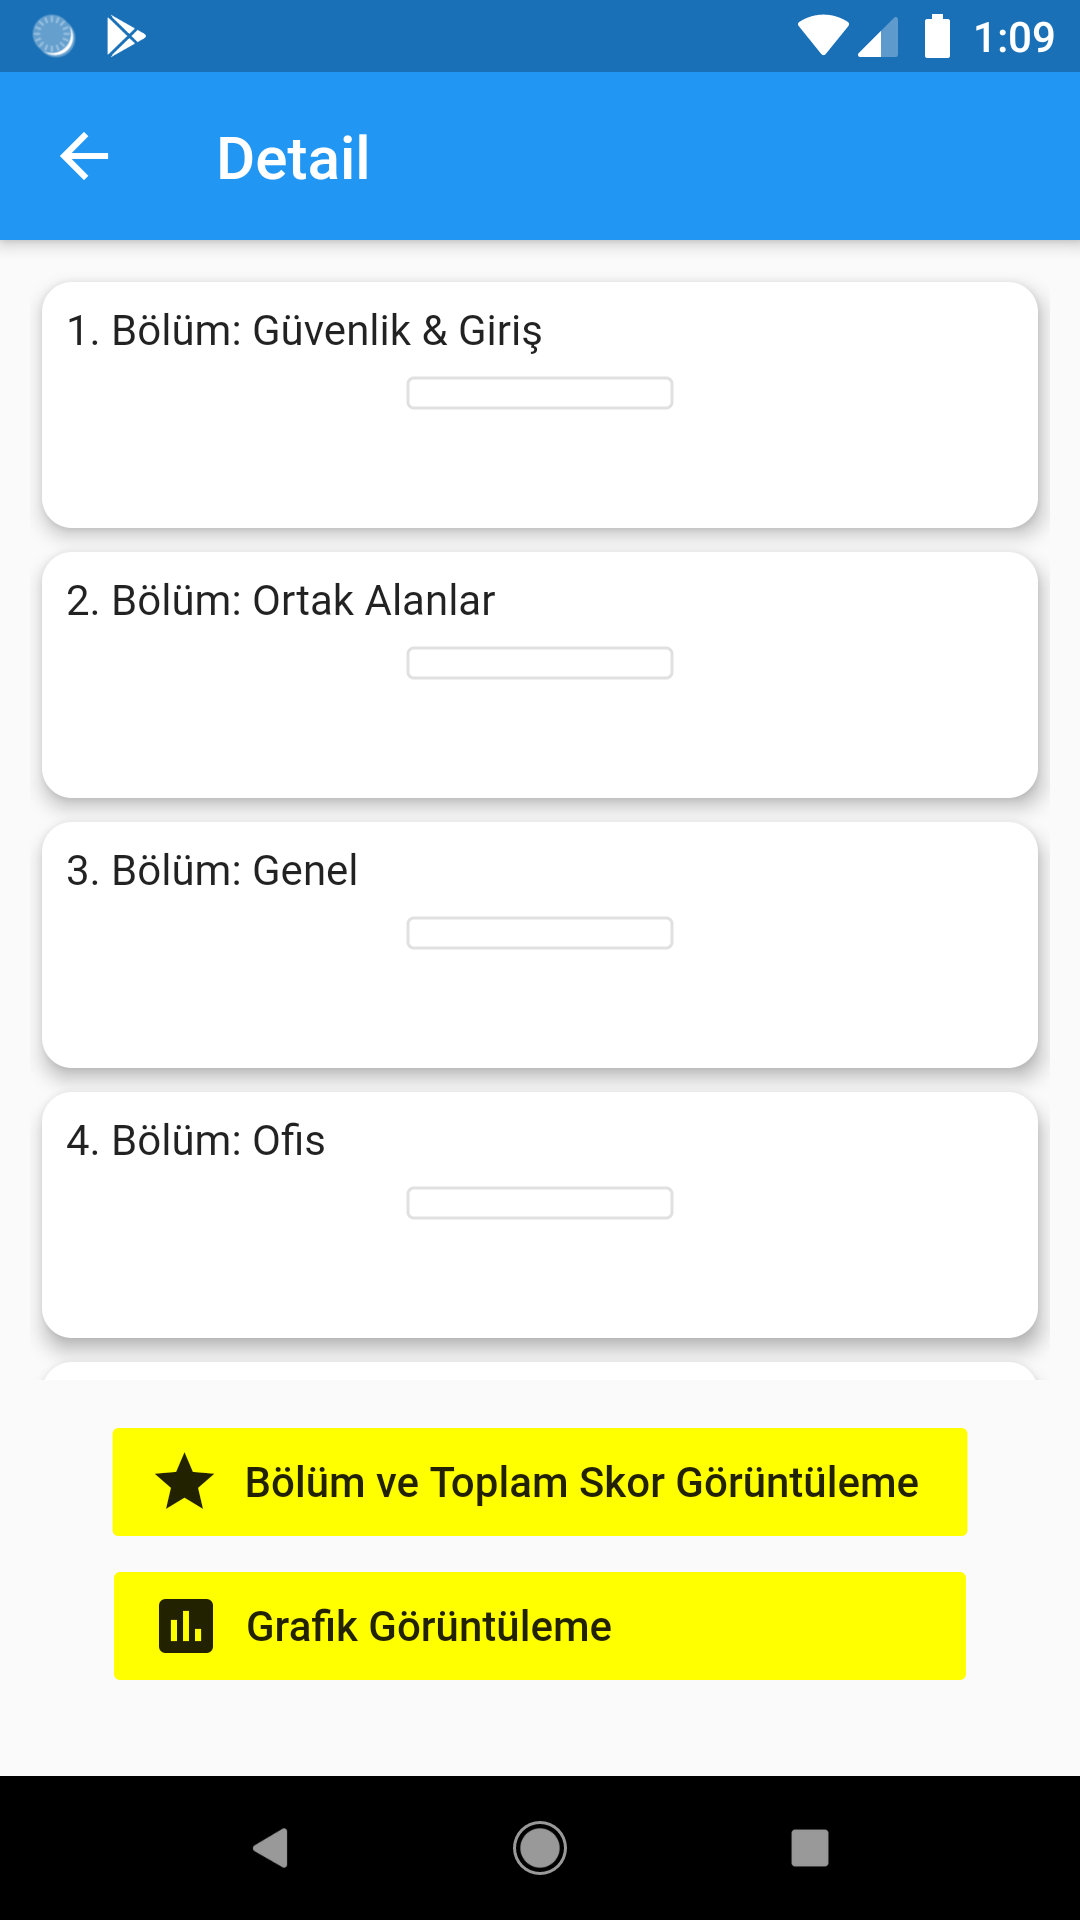 1:09
Detail
1. Bölüm: Güvenlik & Giriş
2. Bölüm: Ortak Alanlar
3. Bölüm: Genel
4. Bölüm: Ofis
Bölüm ve Toplam Skor Görüntüleme
Grafik Görüntüleme